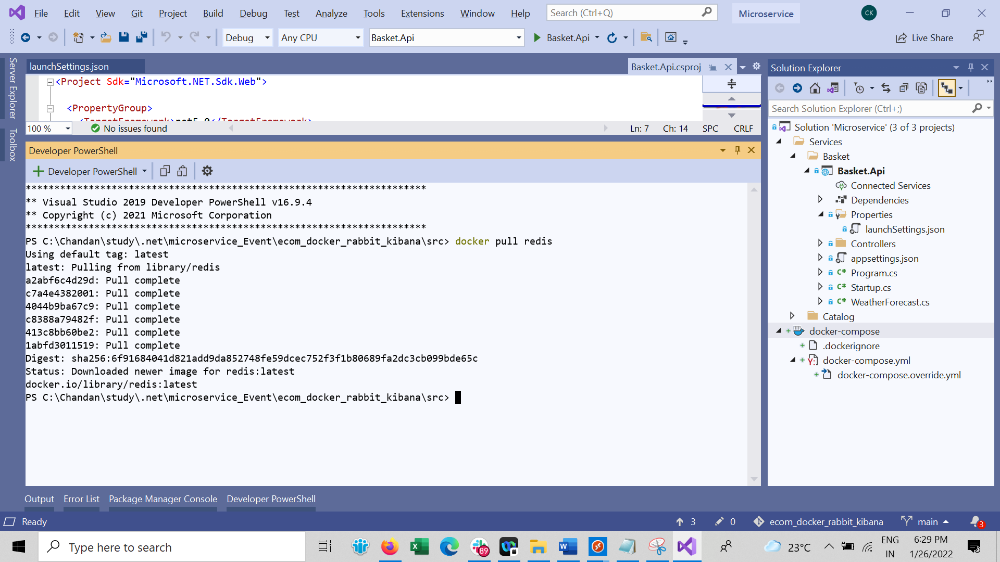 File Edit View Git Project Build Debug Test Analyze Tools Extensions Window Help Search (Ctrl+Q) Microservice CK
Debug Any CPU Basket.Api Basket.Api Live Share
Server Explorer
Toolbox
launchSettings.json Basket.Api.csproj
<Project Sdk="Microsoft.NET.Sdk.Web">
<PropertyGroup>
<TargetFramework>net5.0</TargetFramework>
100 % No issues found Ln: 7 Ch: 14 SPC CRLF
Developer PowerShell
Developer PowerShell
**********************************************************************
** Visual Studio 2019 Developer PowerShell v16.9.4
** Copyright (c) 2021 Microsoft Corporation
**********************************************************************
PS C:\Chandan\study\.net\microservice_Event\ecom_docker_rabbit_kibana\src> docker pull redis
Using default tag: latest
latest: Pulling from library/redis
a2abf6c4d29d: Pull complete
c7a4e4382001: Pull complete
4044b9ba67c9: Pull complete
c8388a79482f: Pull complete
413c8bb60be2: Pull complete
1abfd3011519: Pull complete
Digest: sha256:6f91684041d821add9da852748fe59dcec752f3f1b80689fa2dc3cb099bde65c
Status: Downloaded newer image for redis:latest
docker.io/library/redis:latest
PS C:\Chandan\study\.net\microservice_Event\ecom_docker_rabbit_kibana\src>
Solution Explorer
Search Solution Explorer (Ctrl+;)
Solution 'Microservice' (3 of 3 projects)
Services
Basket
Basket.Api
Connected Services
Dependencies
Properties
launchSettings.json
Controllers
appsettings.json
C# Program.cs
C# Startup.cs
C# WeatherForecast.cs
Catalog
docker-compose
.dockerignore
docker-compose.yml
docker-compose.override.yml
Output Error List Package Manager Console Developer PowerShell
Ready 3 0 ecom_docker_rabbit_kibana main 3
Type here to search 89 23°C ENG IN 6:29 PM 1/26/2022